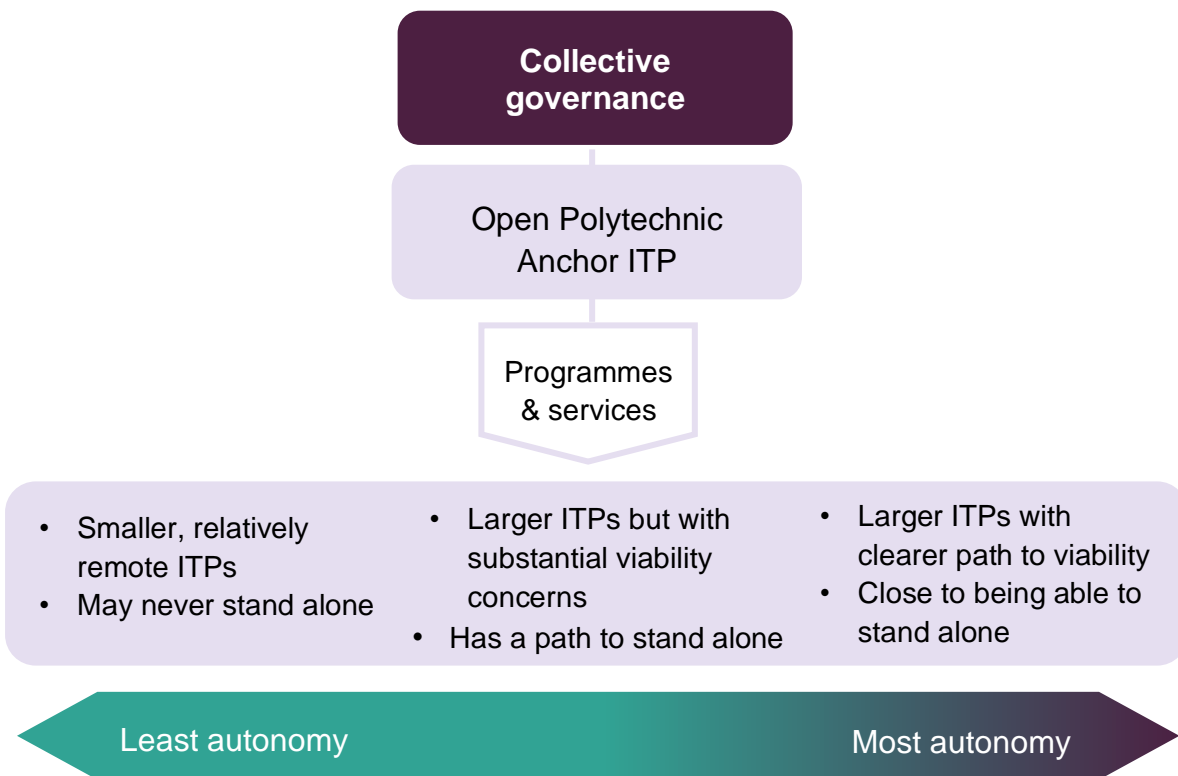 Collective
governance
Open Polytechnic
Anchor ITP
Programmes
& services
• Smaller, relatively
remote ITPs
• May never stand alone
• Larger ITPs but with
substantial viability
concerns
• Has a path to stand alone
• Larger ITPs with
clearer path to viability
• Close to being able to
stand alone
Least autonomy
Most autonomy